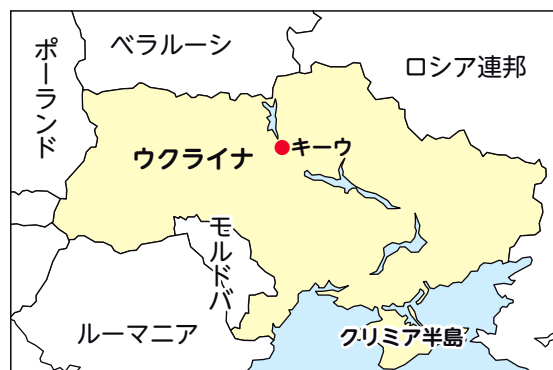 ベラルーシ
ポーランド
ロシア連邦
ウクライナ
キーウ
モルドバ
ルーマニア
クリミア半島